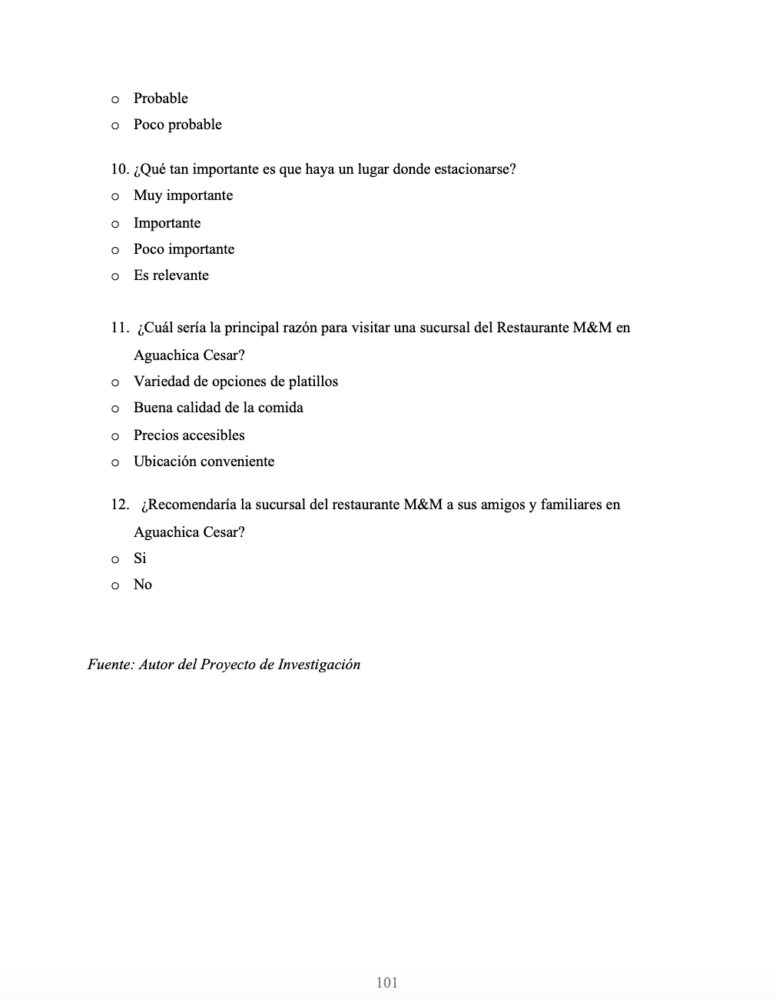 o Probable
o Poco probable
10. ¿Qué tan importante es que haya un lugar donde estacionarse?
o Muy importante
o Importante
o Poco importante
o Es relevante
11. ¿Cuál sería la principal razón para visitar una sucursal del Restaurante M&M en
Aguachica Cesar?
o Variedad de opciones de platillos
o Buena calidad de la comida
o Precios accesibles
o Ubicación conveniente
12. ¿Recomendaría la sucursal del restaurante M&M a sus amigos y familiares en
Aguachica Cesar?
o Si
o No
Fuente: Autor del Proyecto de Investigación
101